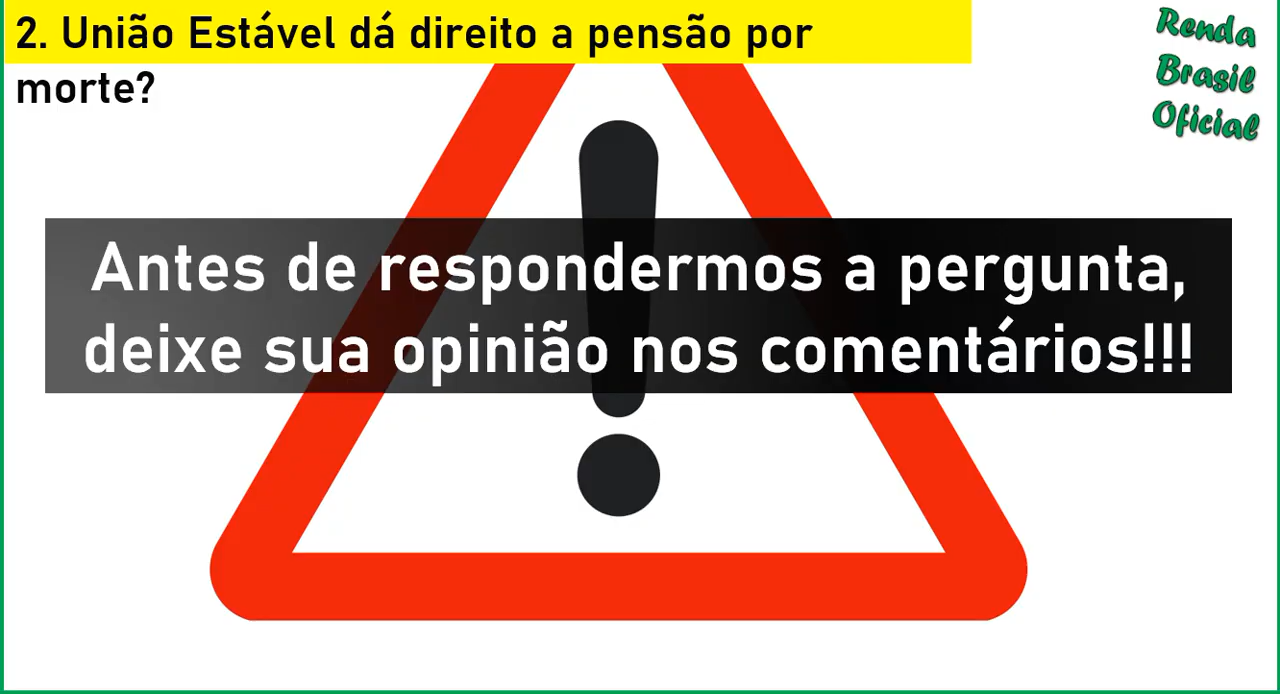 2. União Estável dá direito a pensão por
morte?
Renda
Brasil
Oficial
Antes de respondermos a pergunta,
deixe sua opinião nos comentários!!!